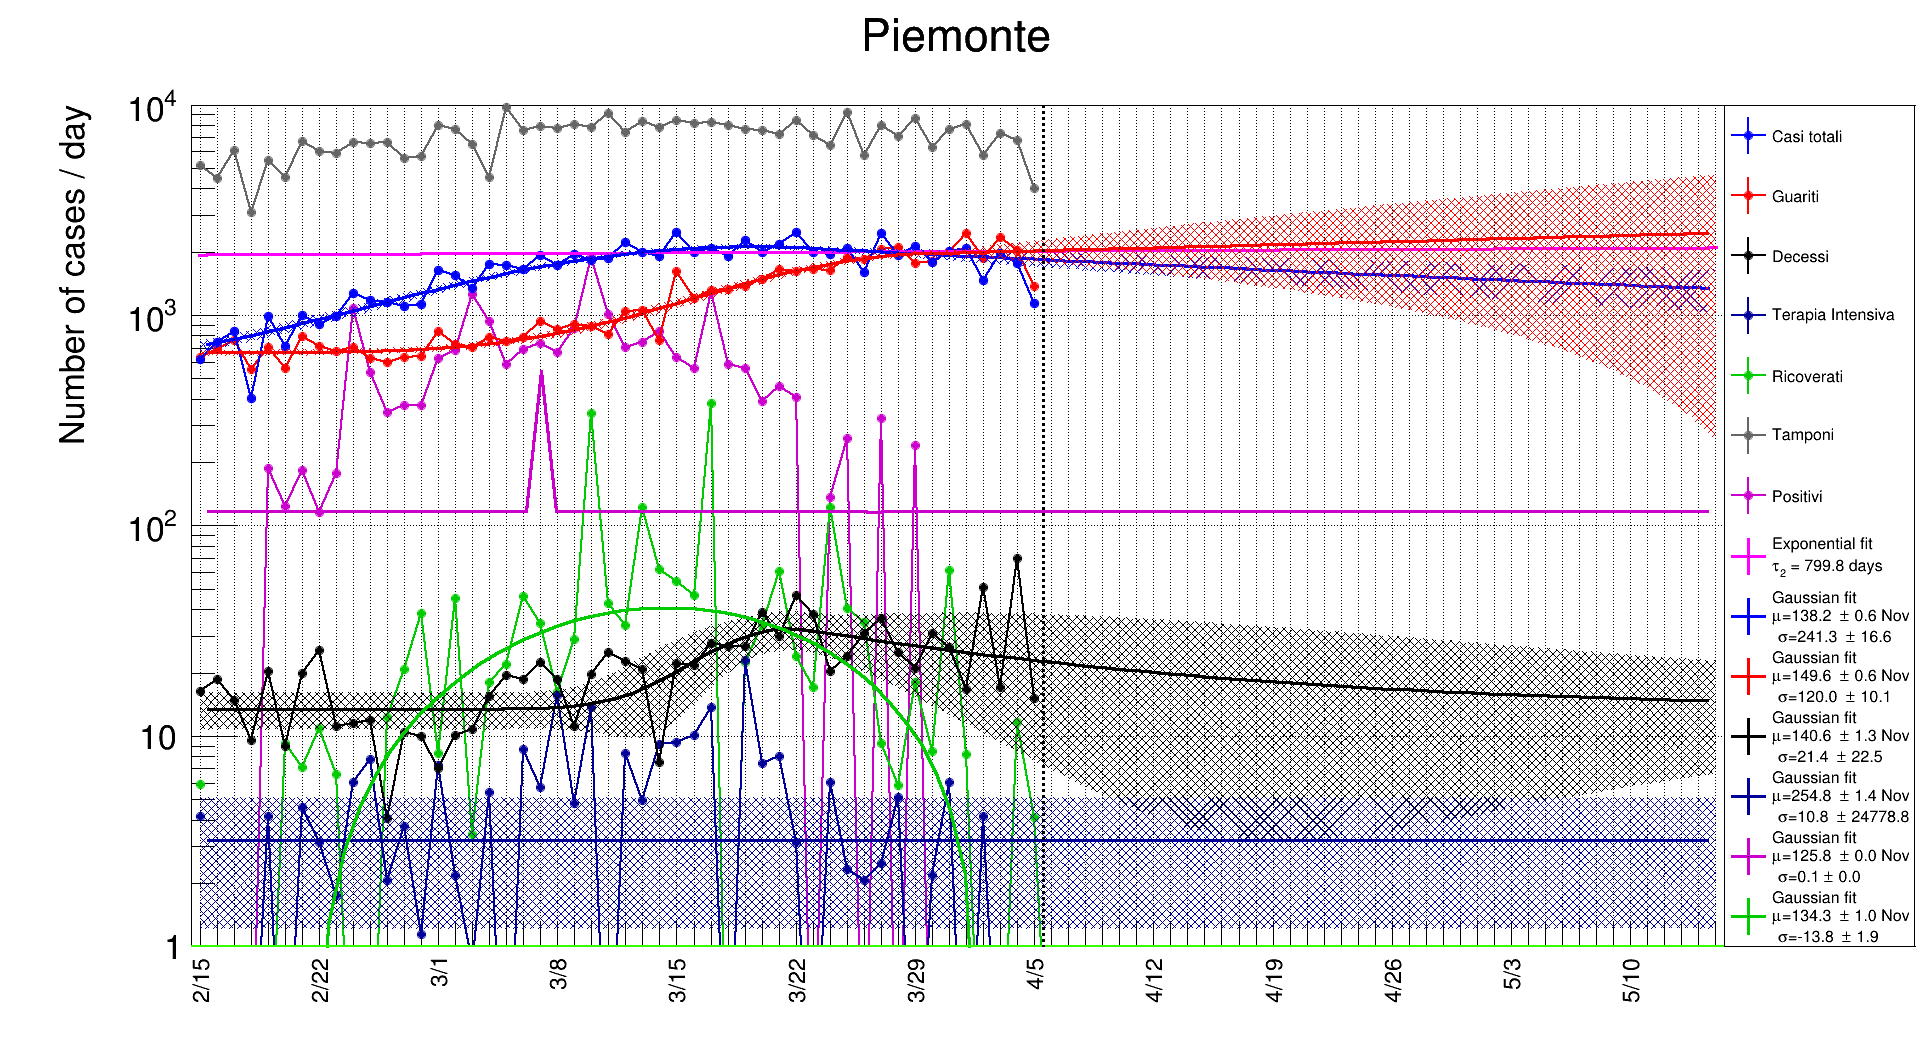 Piemonte
Number of cases / day
10^4
10^3
10^2
10
1
2/15
2/22
3/1
3/8
3/15
3/22
3/29
4/5
4/12
4/19
4/26
5/3
5/10
Casi totali
Guariti
Decessi
Terapia Intensiva
Ricoverati
Tamponi
Positivi
Exponential fit
τ2 = 799.8 days
Gaussian fit
μ=138.2 ± 0.6 Nov
σ=241.3 ± 16.6
Gaussian fit
μ=149.6 ± 0.6 Nov
σ=120.0 ± 10.1
Gaussian fit
μ=140.6 ± 1.3 Nov
σ=21.4 ± 22.5
Gaussian fit
μ=254.8 ± 1.4 Nov
σ=10.8 ± 24778.8
Gaussian fit
μ=125.8 ± 0.0 Nov
σ=0.1 ± 0.0
Gaussian fit
μ=134.3 ± 1.0 Nov
σ=-13.8 ± 1.9